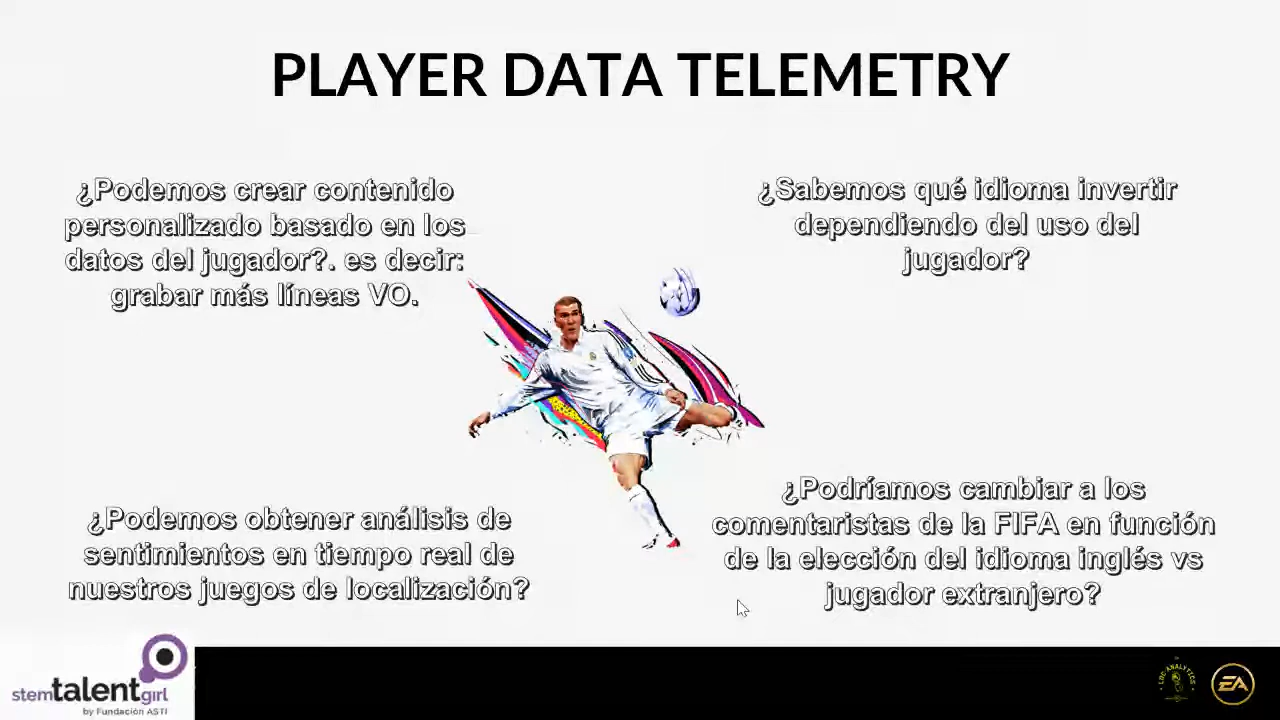 PLAYER DATA TELEMETRY
¿Podemos crear contenido
personalizado basado en los
datos del jugador?. es decir:
grabar más líneas VO.
¿Sabemos qué idioma invertir
dependiendo del uso del
jugador?
¿Podemos obtener análisis de
sentimientos en tiempo real de
nuestros juegos de localización?
¿Podríamos cambiar a los
comentaristas de la FIFA en función
de la elección del idioma inglés vs
jugador extranjero?
stemtalentgirl
by Fundación ASTI
LOC ANALYTICS
EA